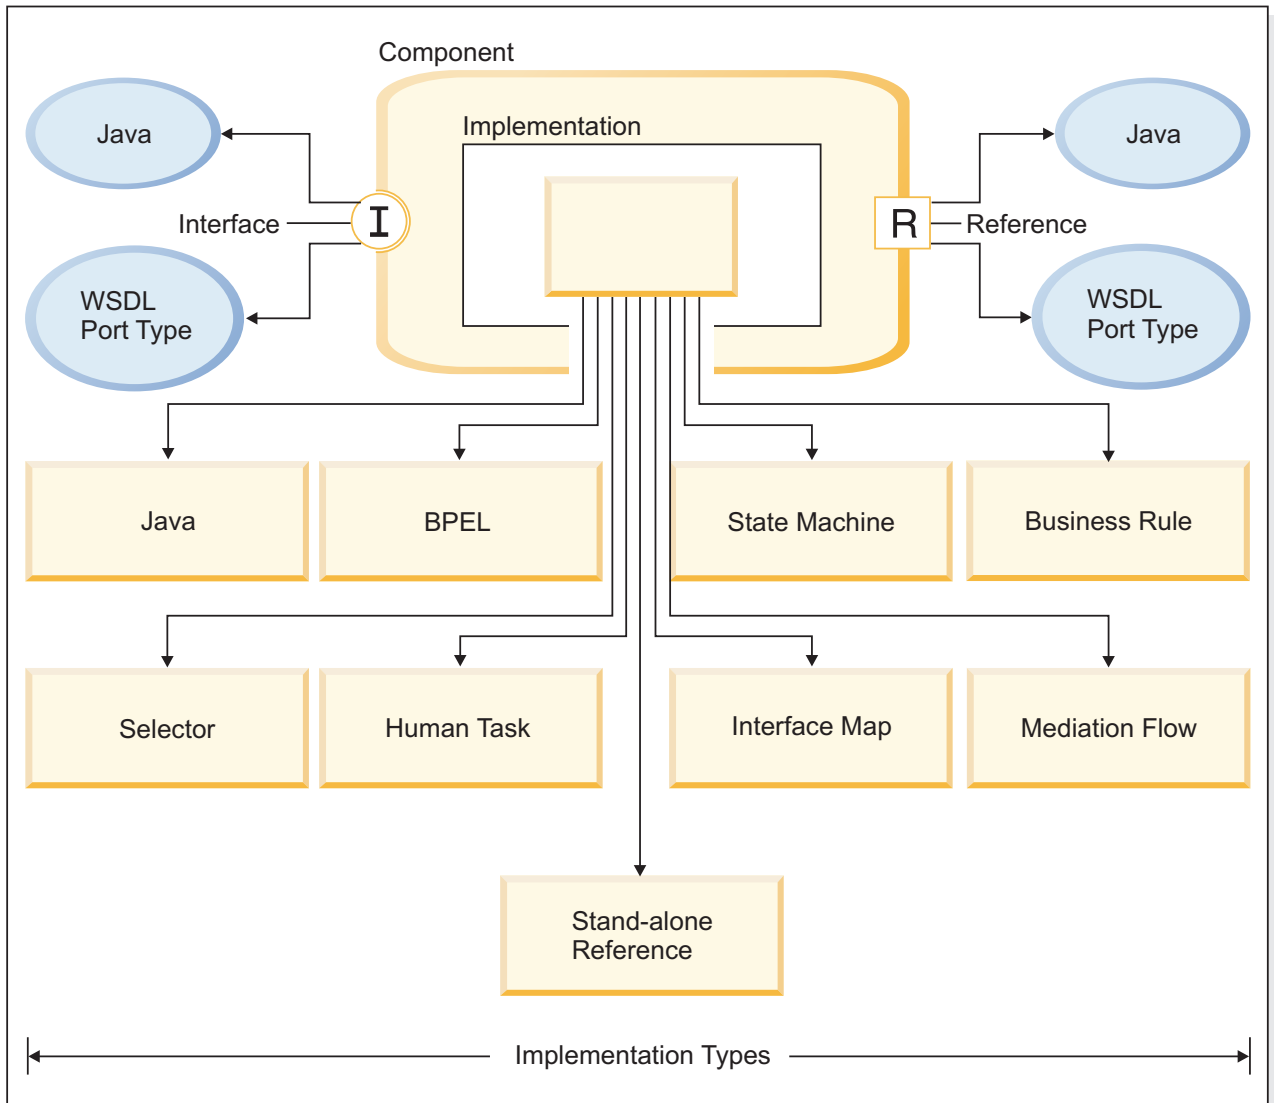 Component
Java
Implementation
Java
Interface
I
R
Reference
WSDL
Port Type
WSDL
Port Type
Java
BPEL
State Machine
Business Rule
Selector
Human Task
Interface Map
Mediation Flow
Stand-alone
Reference
Implementation Types